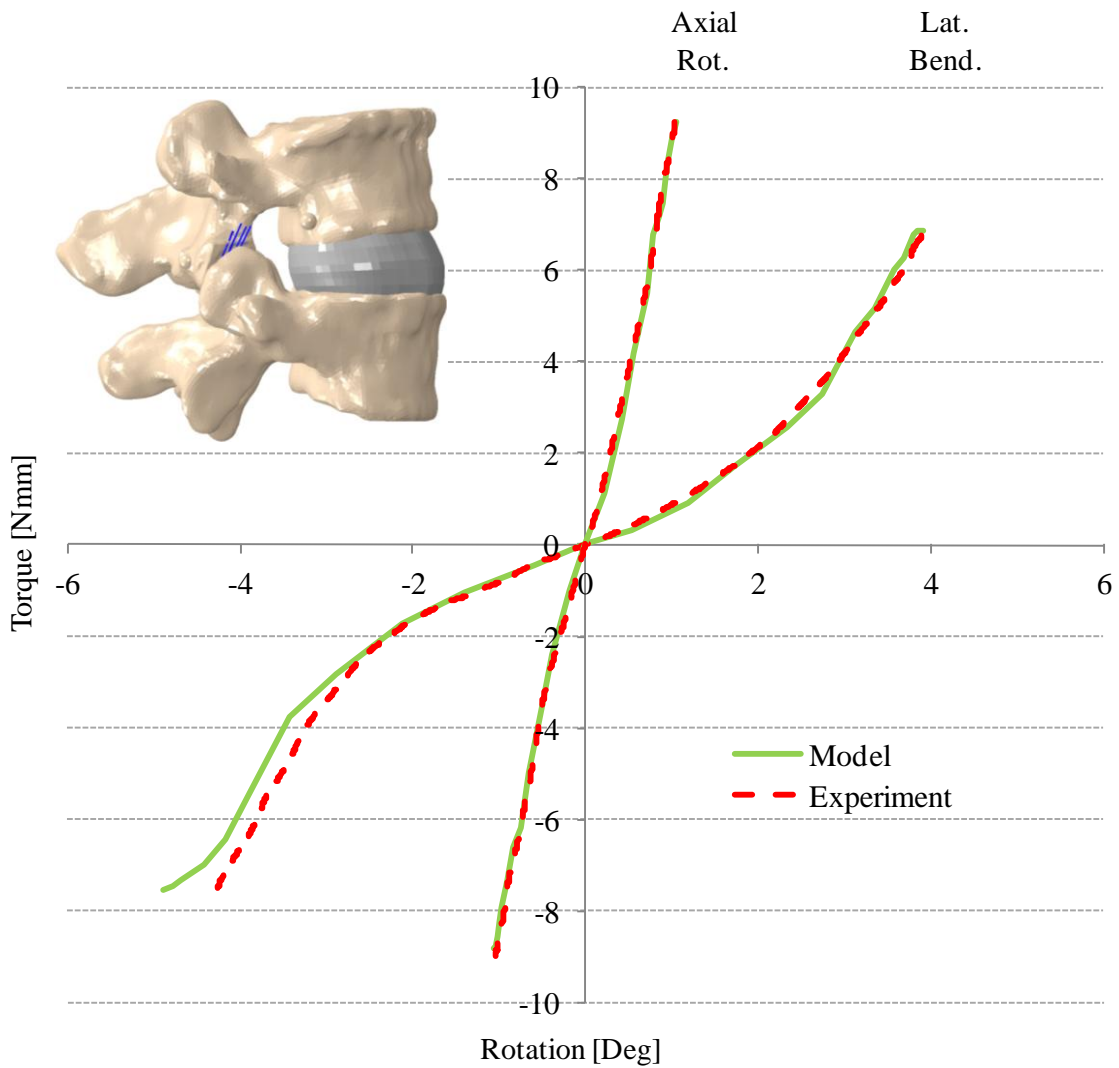 Axial
Rot.
Lat.
Bend.
10
8
6
4
2
0
-2
-4
-6
-8
-10
-6
-4
-2
0
2
4
6
Torque [Nmm]
Model
Experiment
Rotation [Deg]